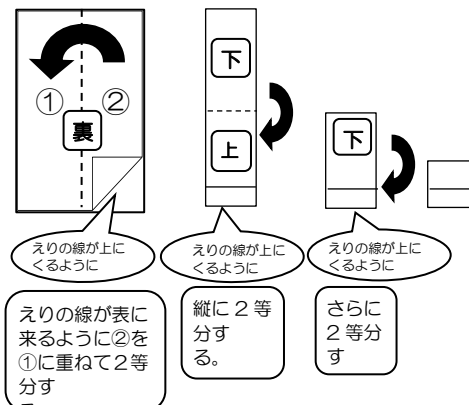 ① ②
裏
下
上
下
えりの線が上に
くるように
えりの線が上に
くるように
えりの線が上に
くるように
えりの線が表に
来るように②を
①に重ねて2等
分す
縦に2等
分す
る。
さらに
2等分
す